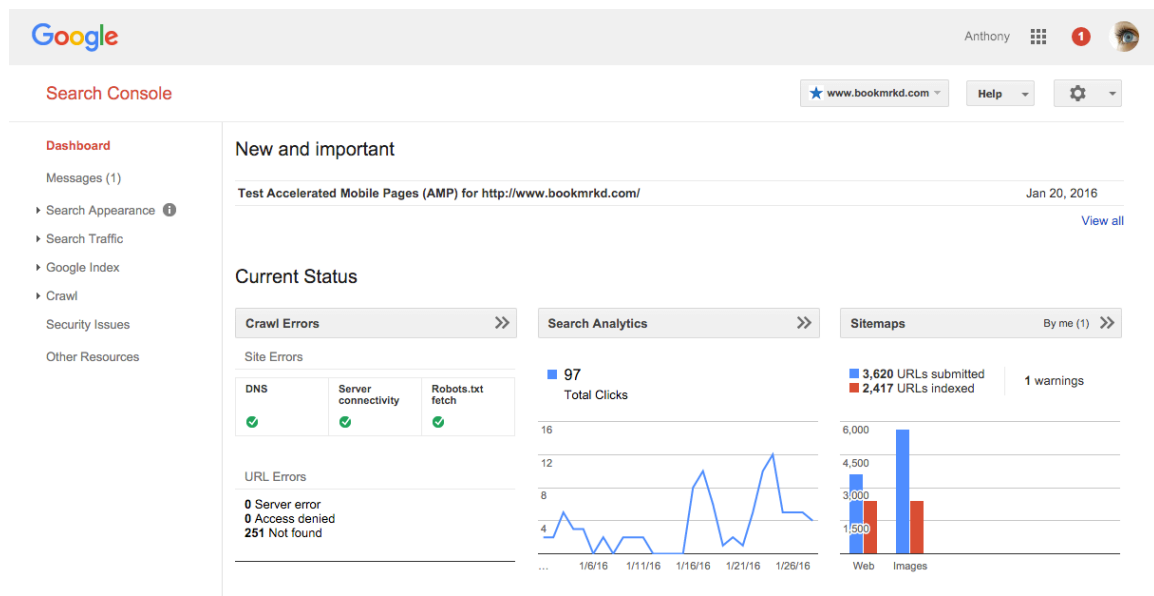 Google
Anthony
1
Search Console
www.bookmrkd.com
Help
Dashboard
Messages (1)
Search Appearance
Search Traffic
Google Index
Crawl
Security Issues
Other Resources
New and important
Test Accelerated Mobile Pages (AMP) for http://www.bookmrkd.com/ Jan 20, 2016
View all
Current Status
Crawl Errors
Site Errors
DNS
Server
connectivity
Robots.txt
fetch
URL Errors
0 Server error
0 Access denied
251 Not found
Search Analytics
97
Total Clicks
16
12
8
4
... 1/6/16 1/11/16 1/16/16 1/21/16 1/26/16
Sitemaps By me (1)
3,620 URLs submitted
2,417 URLs indexed
1 warnings
6,000
4,500
3,000
1,500
Web Images